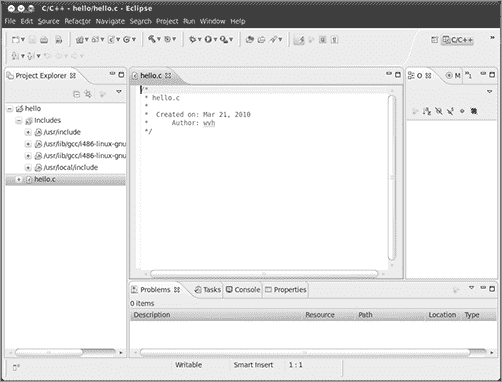 C/C++ - hello/hello.c - Eclipse
File Edit Source Refactor Navigate Search Project Run Window Help
C/C++
Project Explorer
hello
Includes
/usr/include
/usr/lib/gcc/i486-linux-gnu
/usr/lib/gcc/i486-linux-gnu
/usr/local/include
hello.c
hello.c
/*
* hello.c
*
* Created on: Mar 21, 2010
* Author: wvh
*/
O M »1
Problems Tasks Console Properties
0 items
Description Resource Path Location Type
Writable Smart Insert 1 : 1